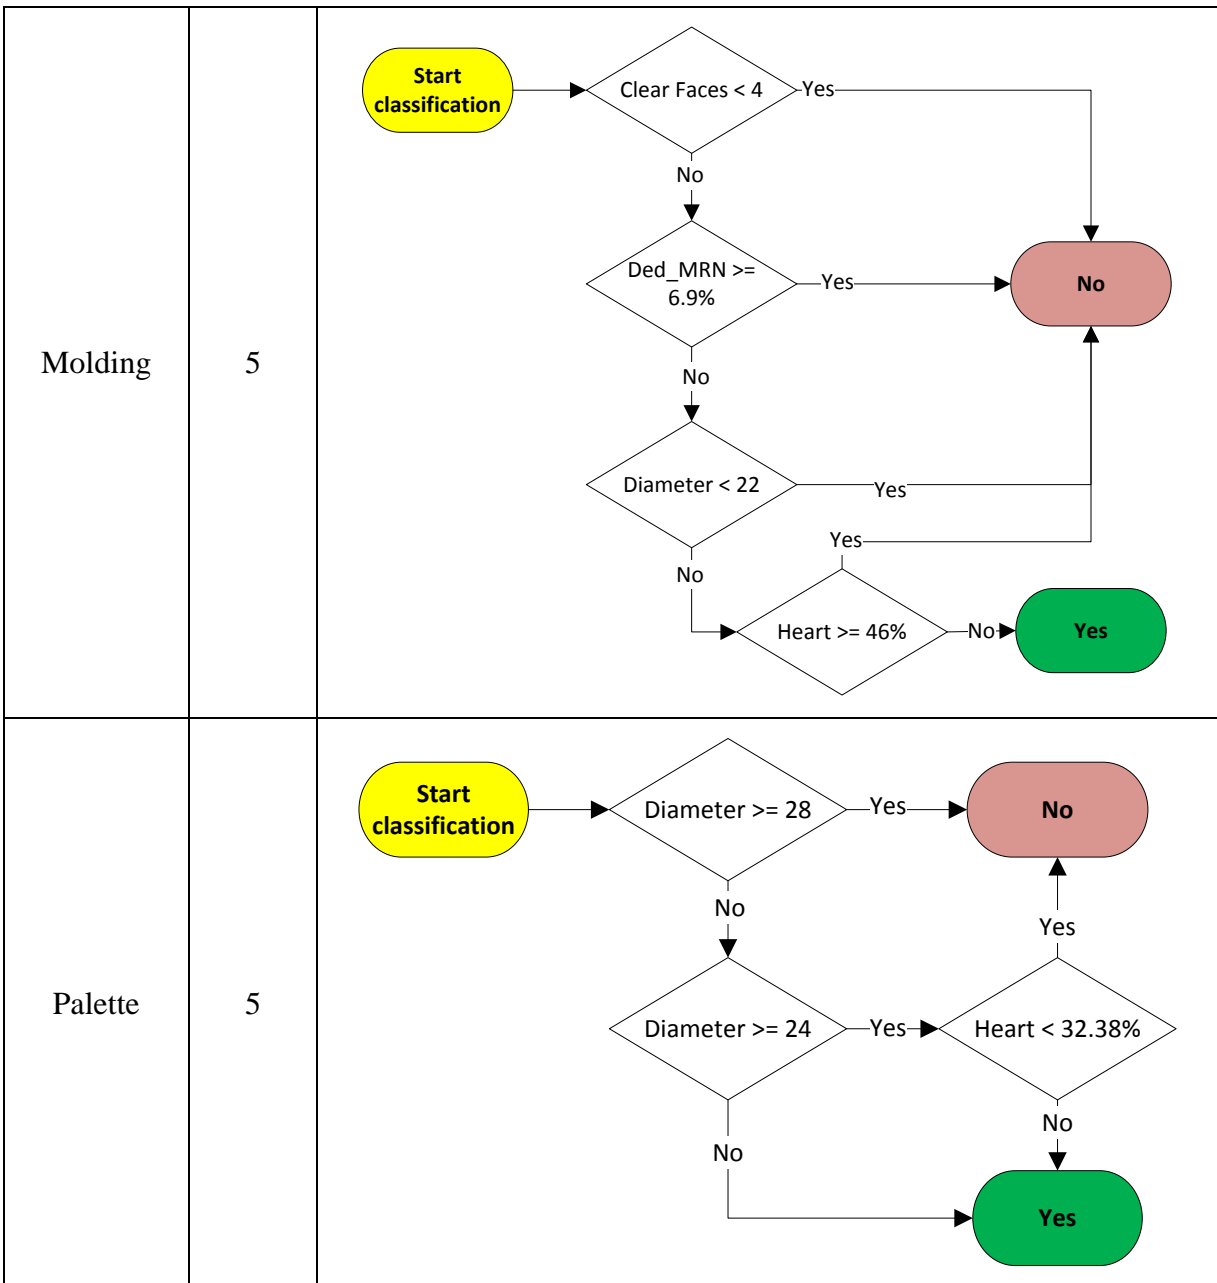 Molding
5
Start
classification
Clear Faces < 4
Yes
No
Ded_MRN >=
6.9%
Yes
No
No
Diameter < 22
Yes
No
Yes
Heart >= 46%
No
Yes
Palette
5
Start
classification
Diameter >= 28
Yes
No
No
Yes
Diameter >= 24
Yes
Heart < 32.38%
No
No
Yes